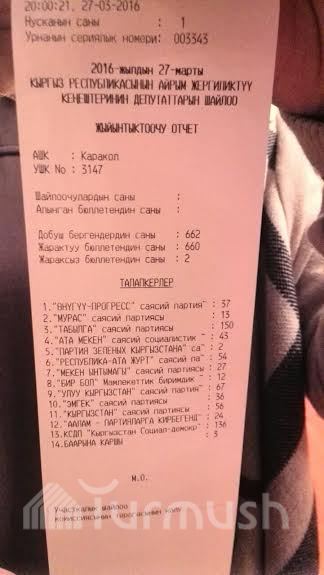 20:00:21, 27-03-2016
Нусканын саны : 1
Урнанын сериялык номери: 003343
2016-жылдын 27-марты
КЫРГЫЗ РЕСПУБЛИКАСЫНЫН АЙРЫМ ЖЕРГИЛИКТҮҮ
КЕҢЕШТЕРИНИН ДЕПУТАТТАРЫН ШАЙЛОО
ЖЫЙЫНТЫКТООЧУ ОТЧЕТ
АШК : Каракол
УШК No : 3147
Шайлоочулардын саны :
Алынган бюллетендин саны :
Добуш бергендердин саны : 662
Жарактуу бюллетендин саны : 660
Жараксыз бюллетендин саны : 2
ТАЛАПКЕРЛЕР
1."ӨНҮГҮҮ-ПРОГРЕСС" саясий партия" : 37
2."МУРАС" саясий партиясы : 13
3."ТАБЫЛГА" саясий партиясы : 150
4."АТА МЕКЕН" саясий социалистик " : 43
5."ПАРТИЯ ЗЕЛЕНЫХ КЫРГЫЗСТАНА" са" : 2
6."РЕСПУБЛИКА-АТА ЖУРТ" саясий па" : 54
7."МЕКЕН ЫНТЫМАГЫ" саясий партиясы : 27
8."БИР БОЛ" Мамлекеттик биримдик " : 12
9."УЛУУ КЫРГЫЗСТАН" саясий партия" : 67
10."ЭМГЕК" саясий партиясы : 36
11."КЫРГЫЗСТАН" саясий партиясы : 56
12."ААЛАМ - ПАРТИЯЛАРГА КИРБЕГЕНД" : 24
13.КСДП "Кыргызстан Социал-демокр" : 136
14.БААРЫНА КАРШЫ : 3
М.О.
Участкалык шайлоо
комиссиясынын төрагасынын колу
Turmush